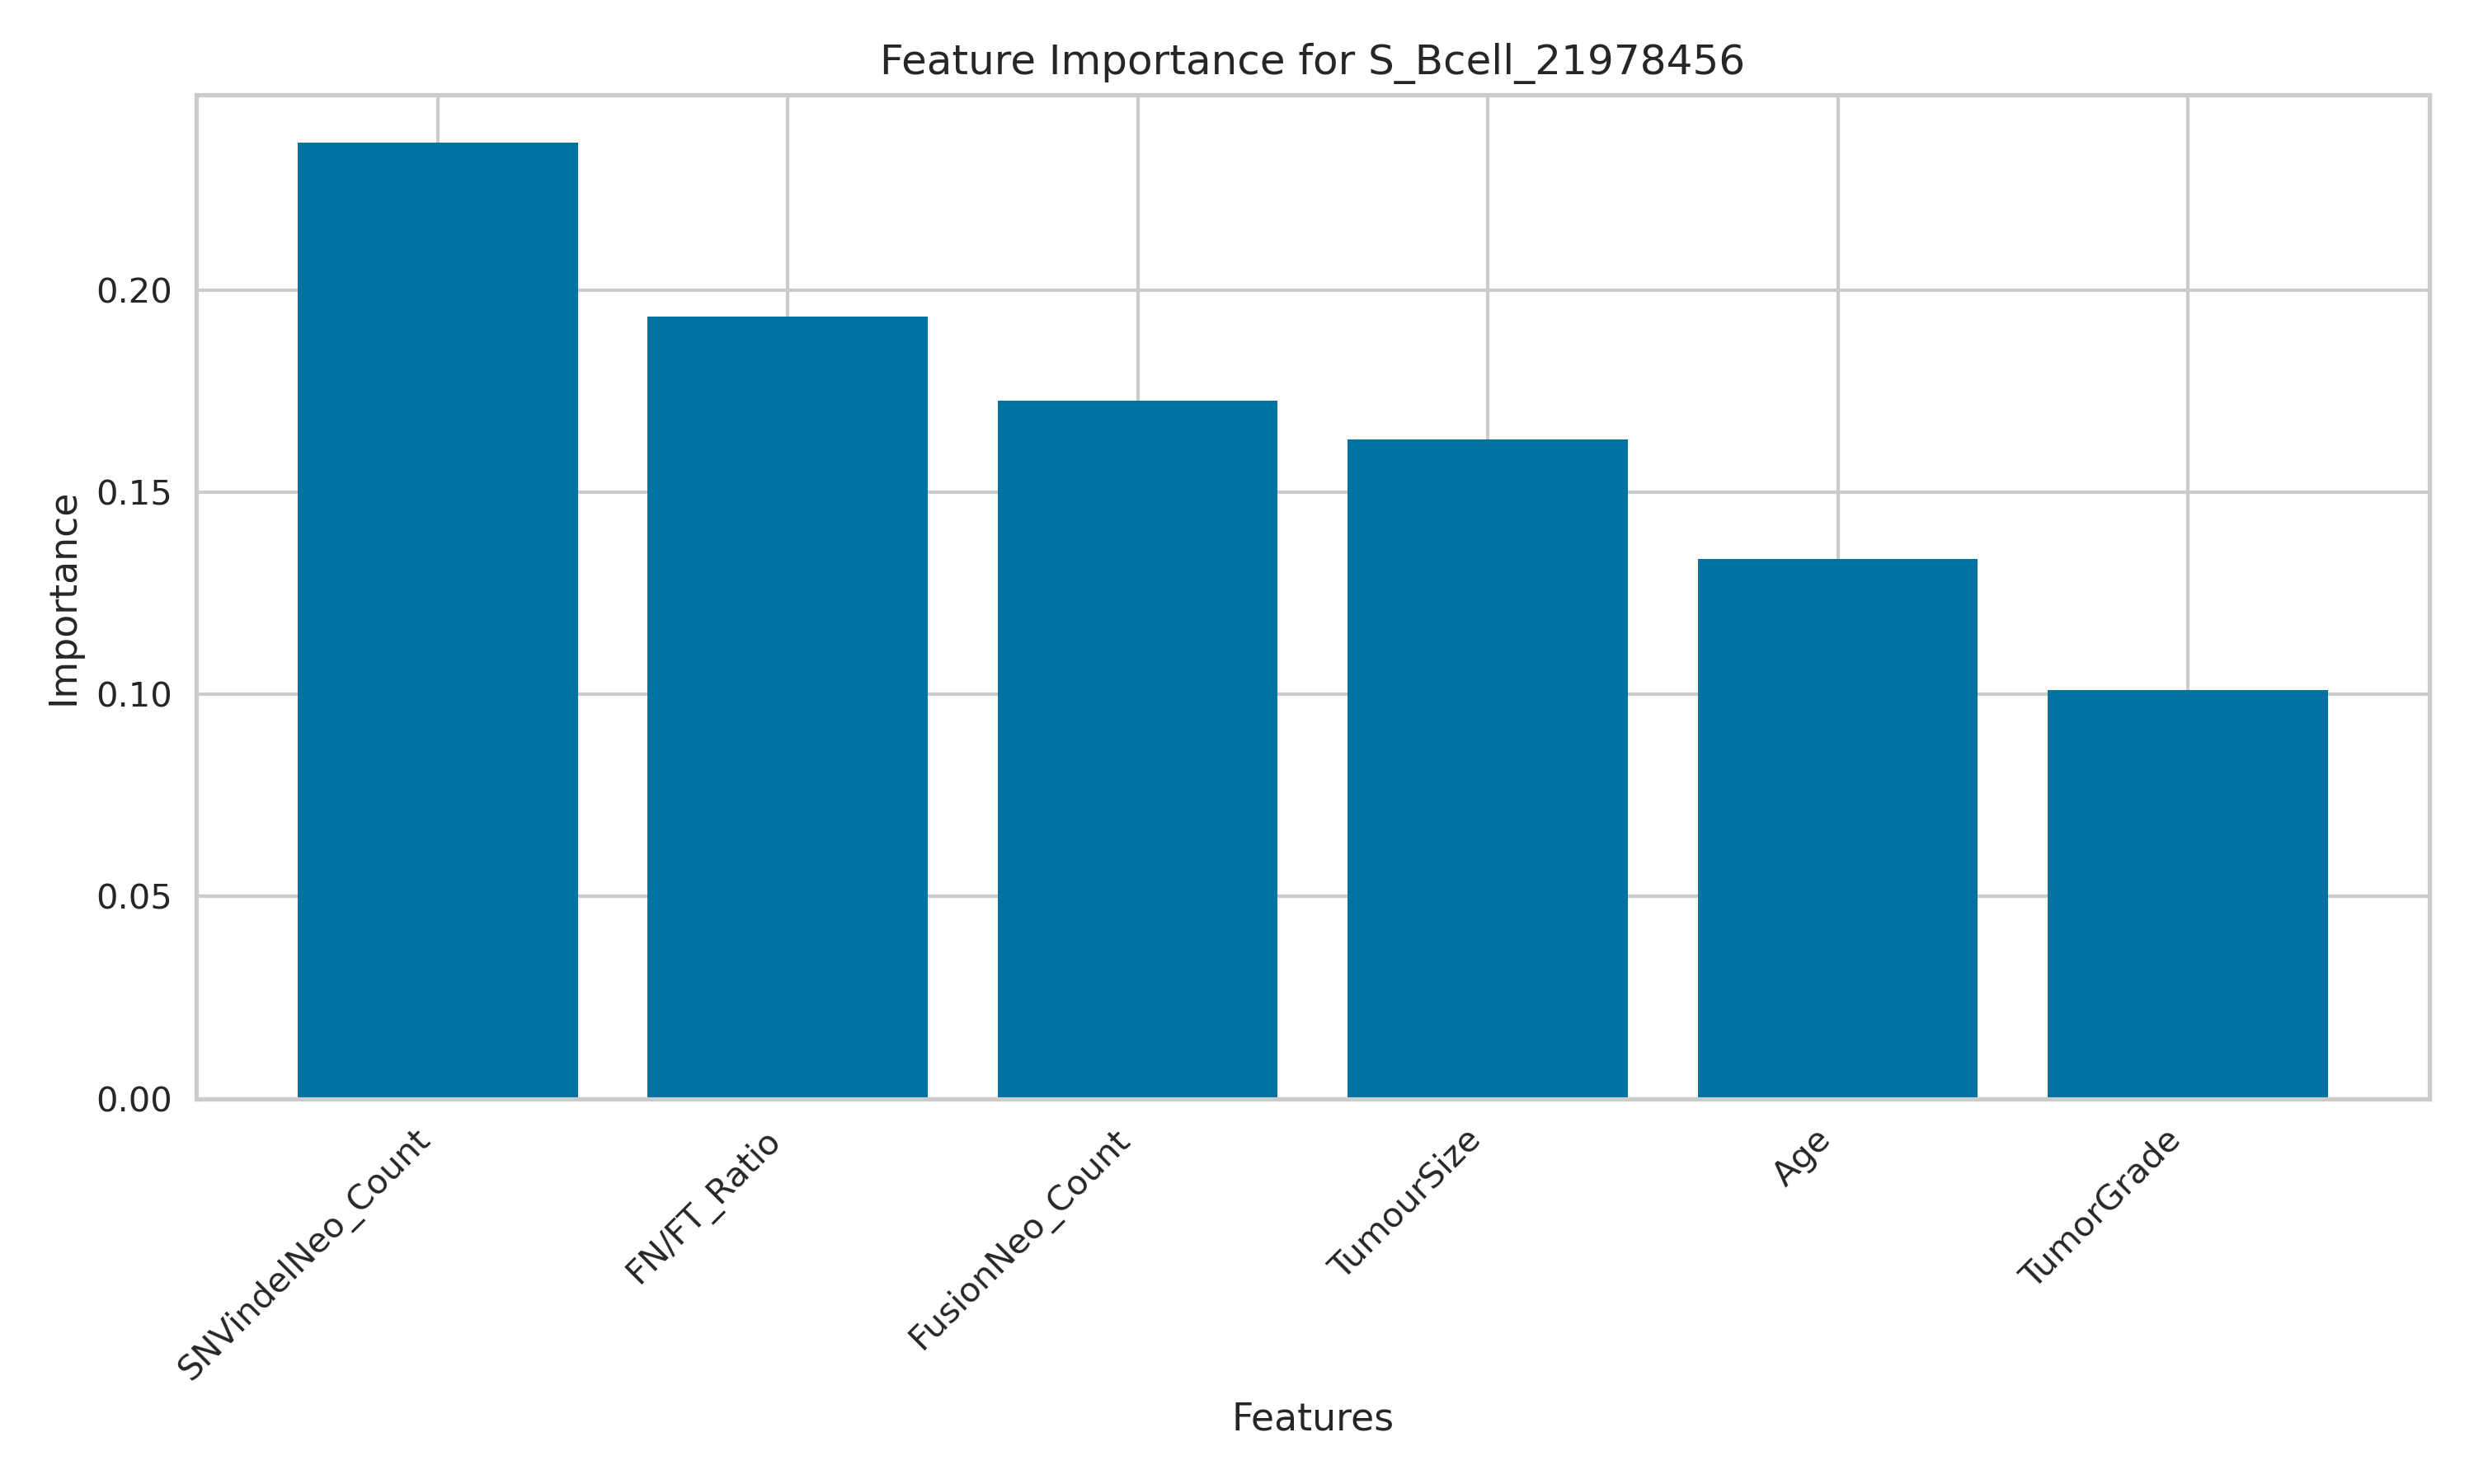 Feature Importance for S_Bcell_21978456
Importance
0.20
0.15
0.10
0.05
0.00
SNVindelNeo_Count
FN/FT_Ratio
FusionNeo_Count
TumourSize
Age
TumorGrade
Features